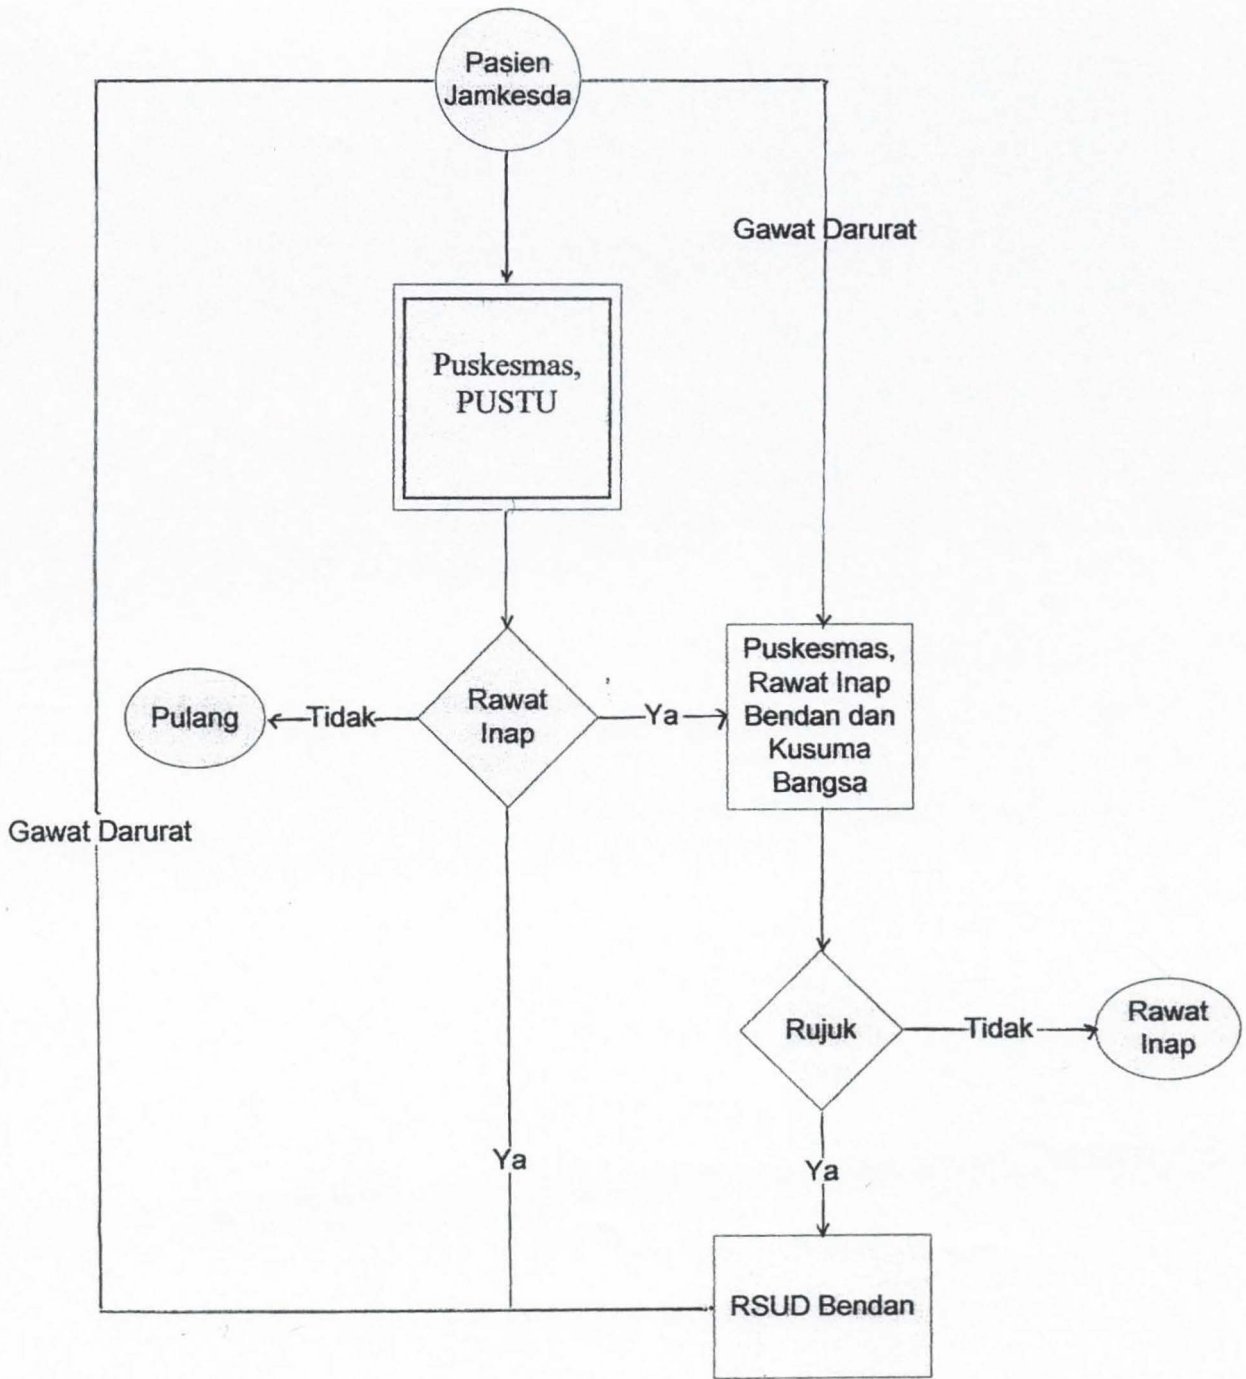 Pasien
Jamkesda
Gawat Darurat
Puskesmas,
PUSTU
Pulang
Tidak
Rawat
Inap
Ya
Puskesmas,
Rawat Inap
Bendan dan
Kusuma
Bangsa
Gawat Darurat
Rujuk
Tidak
Rawat
Inap
Ya
Ya
RSUD Bendan